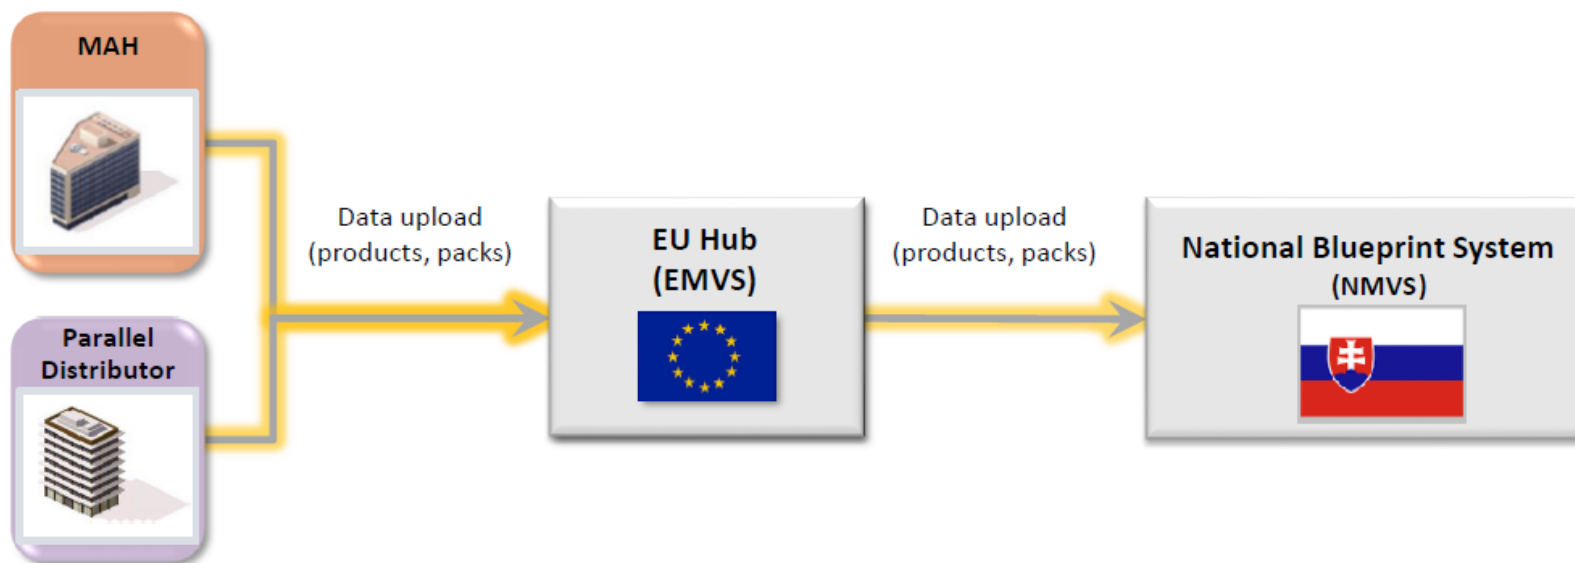 MAH
Parallel
Distributor
Data upload
(products, packs)
EU Hub
(EMVS)
Data upload
(products, packs)
National Blueprint System
(NMVS)